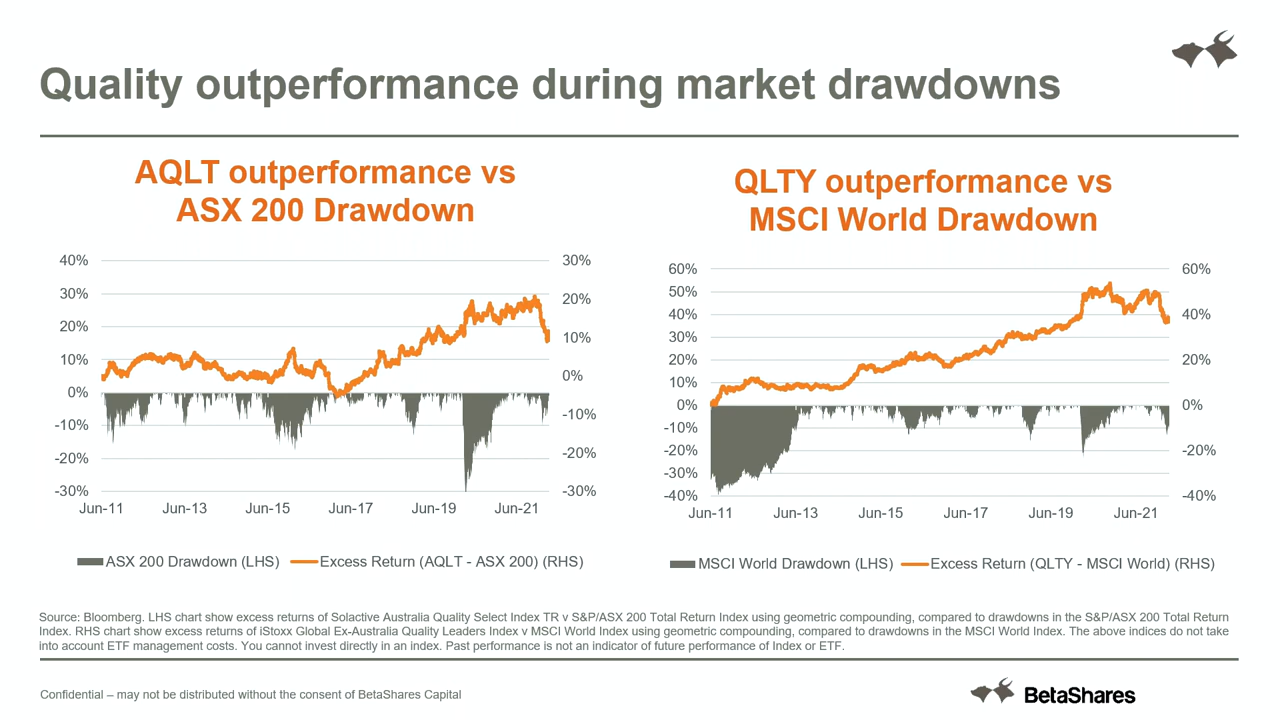 Quality outperformance during market drawdowns
AQLT outperformance vs
ASX 200 Drawdown
40%
30%
20%
10%
0%
-10%
-20%
-30%
30%
20%
10%
0%
-10%
-20%
-30%
Jun-11 Jun-13 Jun-15 Jun-17 Jun-19 Jun-21
ASX 200 Drawdown (LHS) Excess Return (AQLT - ASX 200) (RHS)
QLTY outperformance vs
MSCI World Drawdown
60%
50%
40%
30%
20%
10%
0%
-10%
-20%
-30%
-40%
60%
40%
20%
0%
-20%
-40%
Jun-11 Jun-13 Jun-15 Jun-17 Jun-19 Jun-21
MSCI World Drawdown (LHS) Excess Return (QLTY - MSCI World) (RHS)
Source: Bloomberg. LHS chart show excess returns of Solactive Australia Quality Select Index TR v S&P/ASX 200 Total Return Index using geometric compounding, compared to drawdowns in the S&P/ASX 200 Total Return
Index. RHS chart show excess returns of iStoxx Global Ex-Australia Quality Leaders Index v MSCI World Index using geometric compounding, compared to drawdowns in the MSCI World Index. The above indices do not take
into account ETF management costs. You cannot invest directly in an index. Past performance is not an indicator of future performance of Index or ETF.
Confidential – may not be distributed without the consent of BetaShares Capital
BetaShares